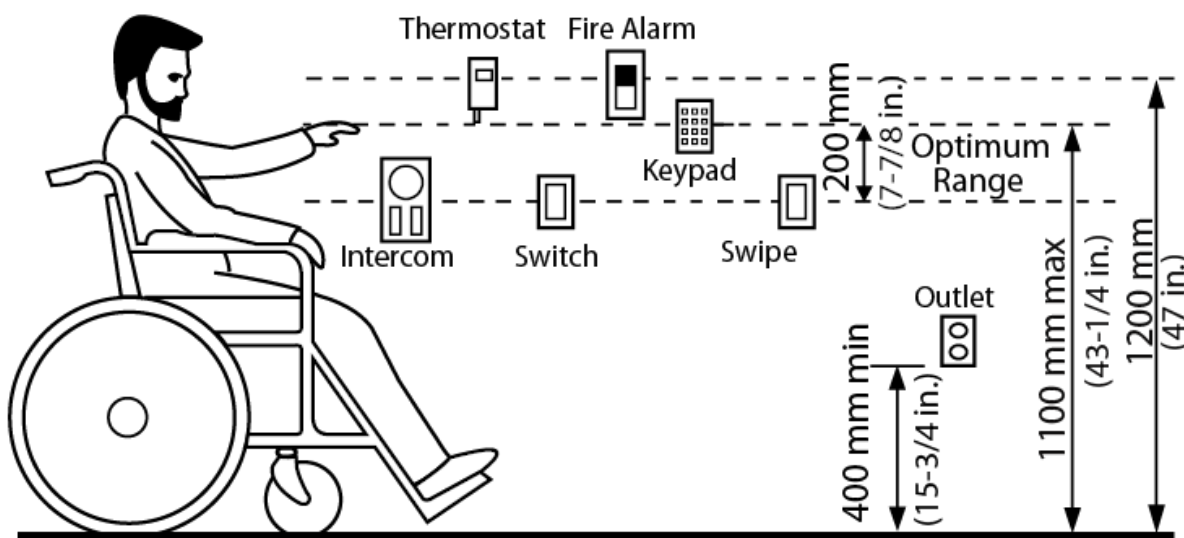 Thermostat
Fire Alarm
Keypad
200 mm
(7-7/8 in.)
Optimum
Range
Intercom
Switch
Swipe
Outlet
400 mm min
(15-3/4 in.)
1100 mm max
(43-1/4 in.)
1200 mm
(47 in.)